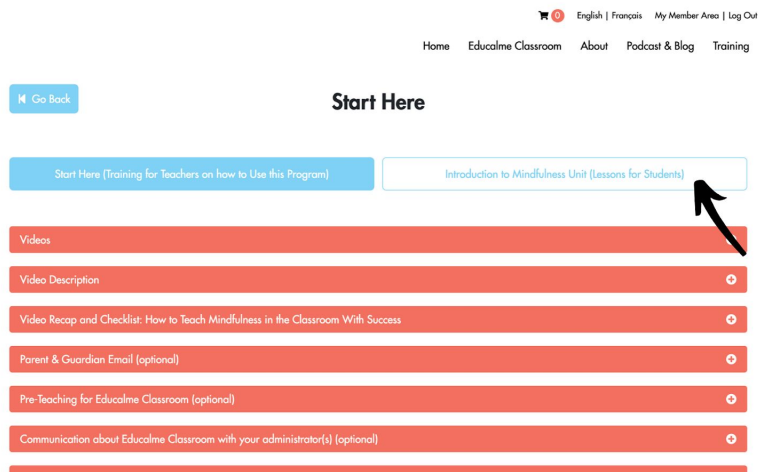 0 English | Français My Member Area | Log Out
Home Educalme Classroom About Podcast & Blog Training
Go Back
Start Here
Start Here (Training for Teachers on how to Use this Program)
Introduction to Mindfulness Unit (Lessons for Students)
Videos
Video Description
Video Recap and Checklist: How to Teach Mindfulness in the Classroom With Success
Parent & Guardian Email (optional)
Pre-Teaching for Educalme Classroom (optional)
Communication about Educalme Classroom with your administrator(s) (optional)